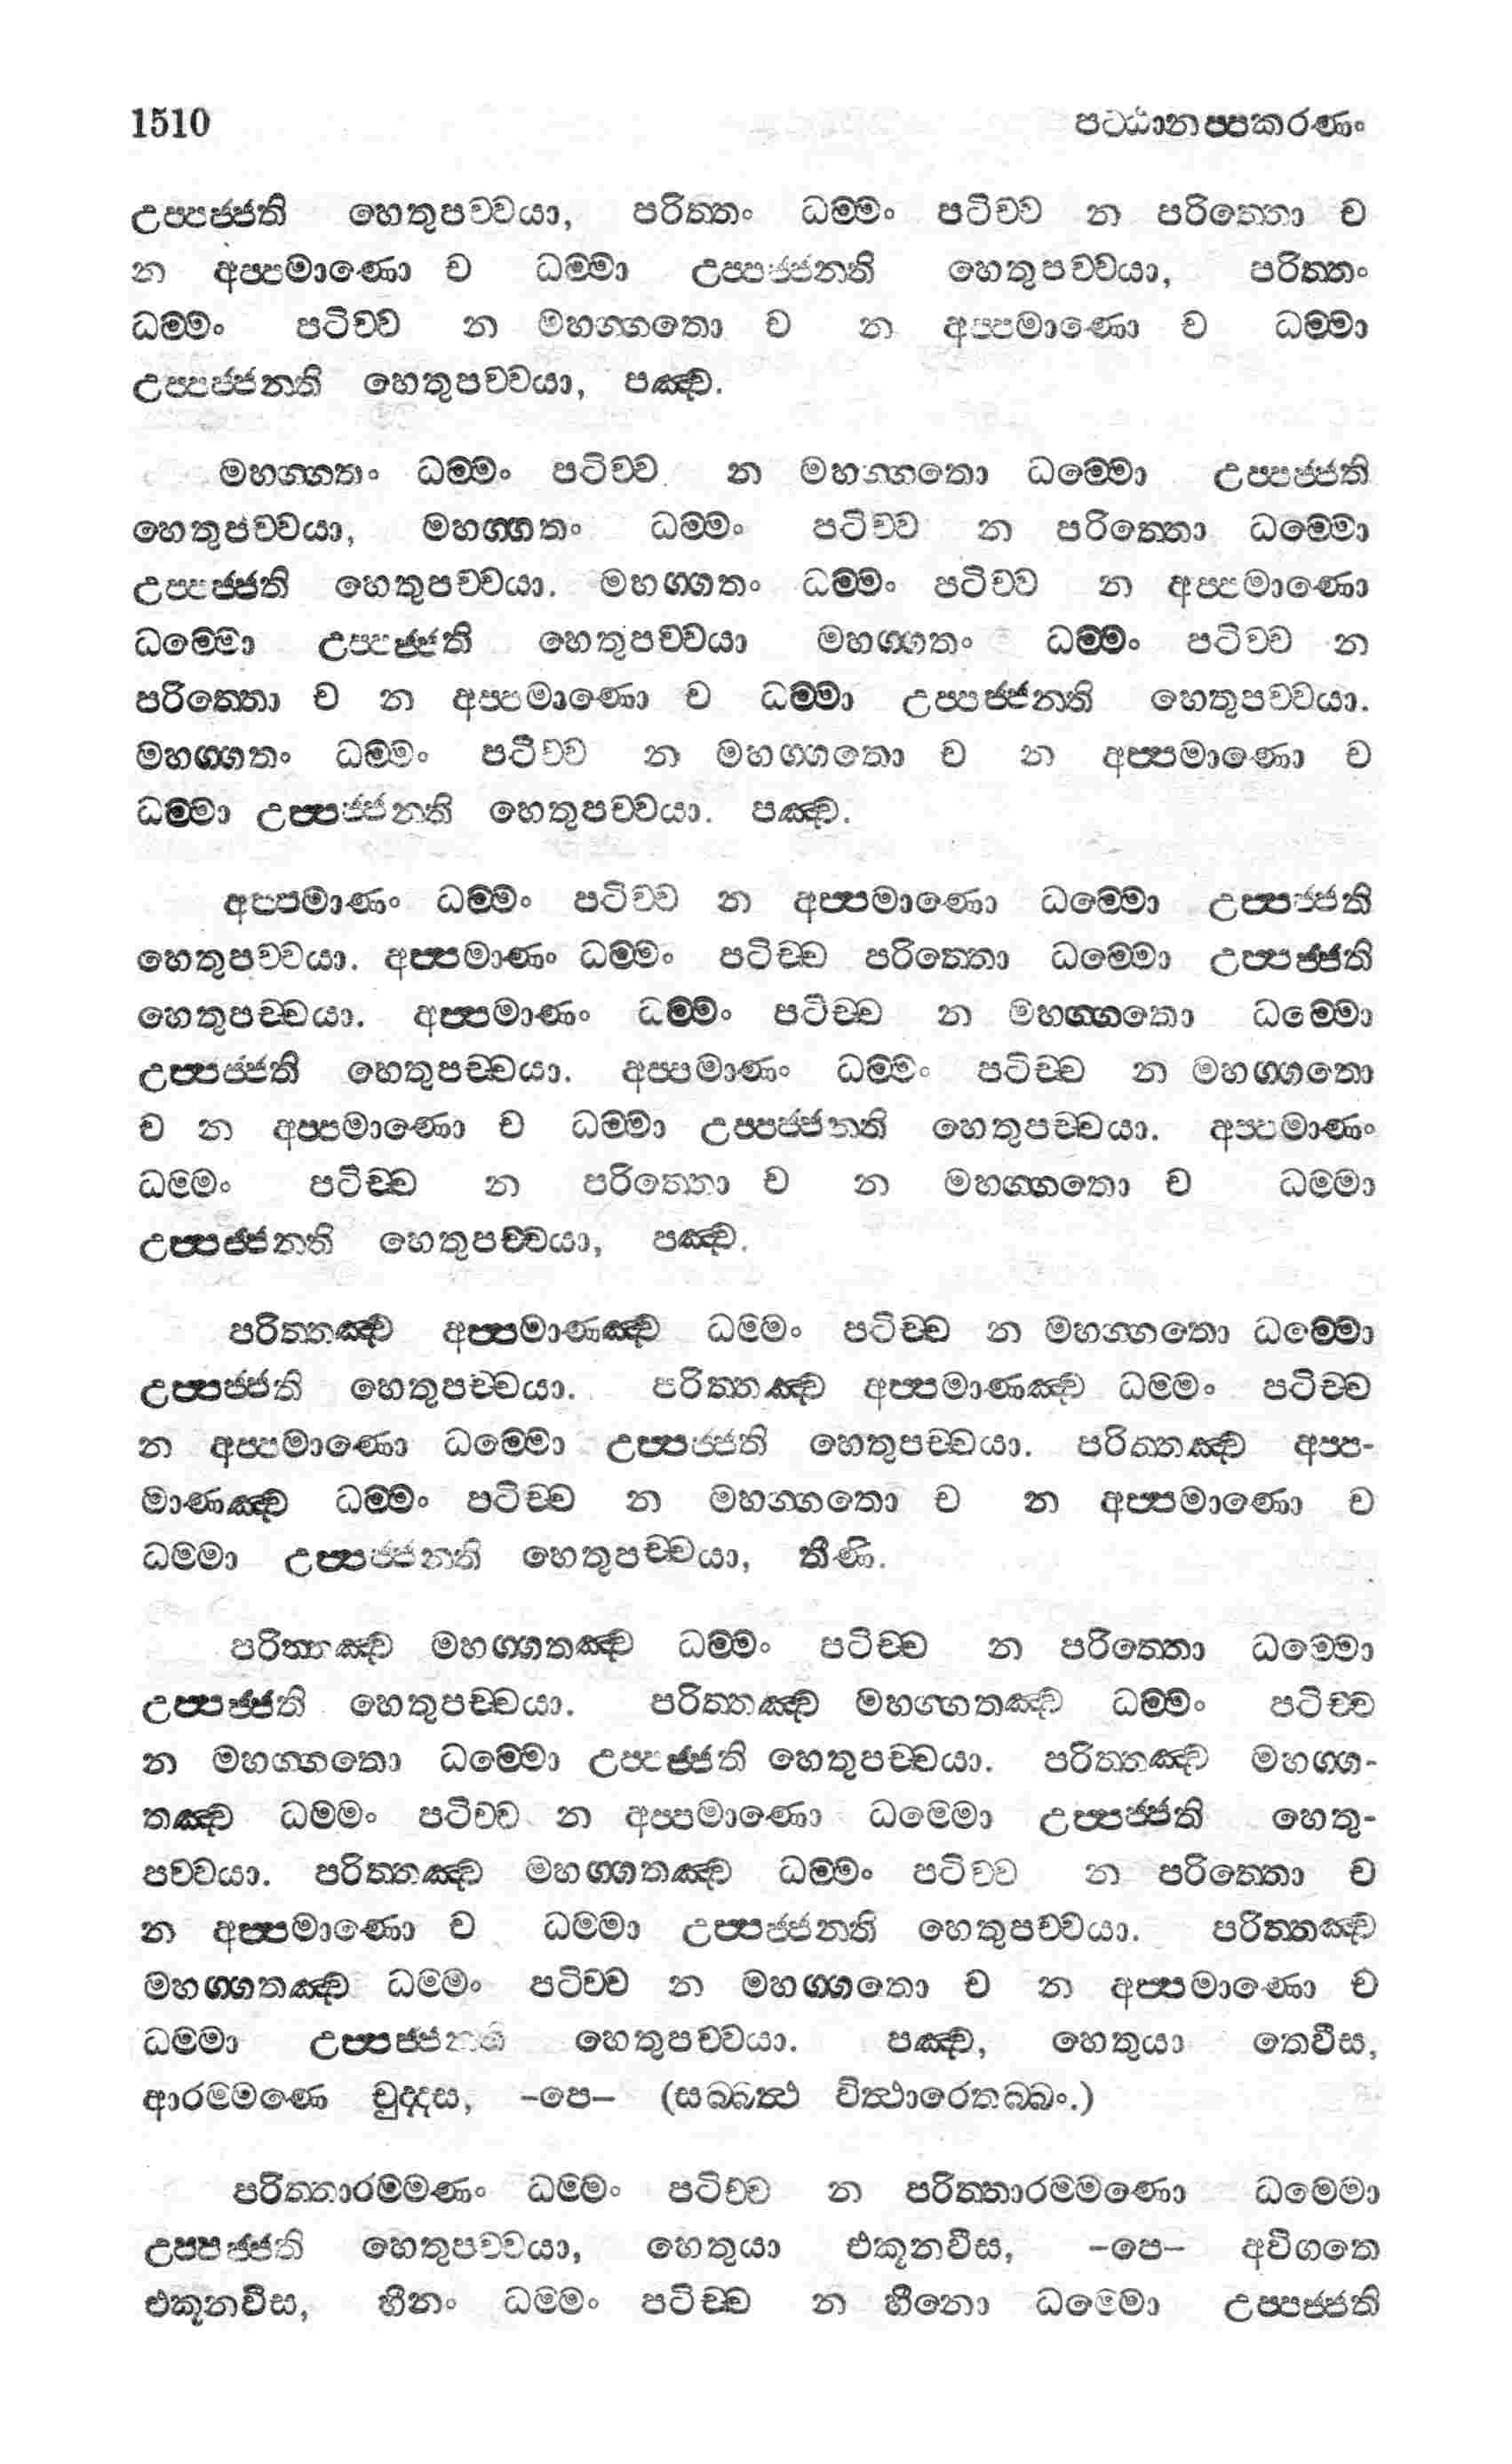 1510 පට්ඨානප්පකරණං
උප්පජ්ජති හෙතුපච්චයා, පරිත්තං ධම්මං පටිච්ච න පරිත්තො ච
න අප්පමාණො ච ධම්මා උප්පජ්ජන්ති හෙතුපච්චයා, පරිත්තං
ධම්මං පටිච්ච න මහග්ගතො ච න අප්පමාණො ච ධම්මා
උප්පජ්ජන්ති හෙතුපච්චයා, පඤ්ච.
මහග්ගතං ධම්මං පටිච්ච න මහග්ගතො ධම්මො උප්පජ්ජති
හෙතුපච්චයා, මහග්ගතං ධම්මං පටිච්ච න පරිත්තො ධම්මො
උප්පජ්ජති හෙතුපච්චයා. මහග්ගතං ධම්මං පටිච්ච න අප්පමාණො
ධම්මො උප්පජ්ජති හෙතුපච්චයා මහග්ගතං ධම්මං පටිච්ච න
පරිත්තො ච න අප්පමාණො ච ධම්මා උප්පජ්ජන්ති හෙතුපච්චයා.
මහග්ගතං ධම්මං පටිච්ච න මහග්ගතො ච න අප්පමාණො ච
ධම්මා උප්පජ්ජන්ති හෙතුපච්චයා. පඤ්ච.
අප්පමාණං ධම්මං පටිච්ච න අප්පමාණො ධම්මො උප්පජ්ජති
හෙතුපච්චයා. අප්පමාණං ධම්මං පටිච්ච පරිත්තො ධම්මො උප්පජ්ජති
හෙතුපච්චයා. අප්පමාණං ධම්මං පටිච්ච න මහග්ගතො ධම්මො
උප්පජ්ජති හෙතුපච්චයා. අප්පමාණං ධම්මං පටිච්ච න මහග්ගතො
ච න අප්පමාණො ච ධම්මා උප්පජ්ජන්ති හෙතුපච්චයා. අප්පමාණං
ධම්මං පටිච්ච න පරිත්තො ච න මහග්ගතො ච ධම්මා
උප්පජ්ජන්ති හෙතුපච්චයා, පඤ්ච.
පරිත්තඤ්ච අප්පමාණඤ්ච ධම්මං පටිච්ච න මහග්ගතො ධම්මො
උප්පජ්ජති හෙතුපච්චයා. පරිත්තඤ්ච අප්පමාණඤ්ච ධම්මං පටිච්ච
න අප්පමාණො ධම්මො උප්පජ්ජති හෙතුපච්චයා. පරිත්තඤ්ච අප්ප-
මාණඤ්ච ධම්මං පටිච්ච න මහග්ගතො ච න අප්පමාණො ච
ධම්මා උප්පජ්ජන්ති හෙතුපච්චයා, තීණි.
පරිත්තඤ්ච මහග්ගතඤ්ච ධම්මං පටිච්ච න පරිත්තො ධම්මො
උප්පජ්ජති හෙතුපච්චයා. පරිත්තඤ්ච මහග්ගතඤ්ච ධම්මං පටිච්ච
න මහග්ගතො ධම්මො උප්පජ්ජති හෙතුපච්චයා. පරිත්තඤ්ච මහග්ග-
තඤ්ච ධම්මං පටිච්ච න අප්පමාණො ධම්මො උප්පජ්ජති හෙතු-
පච්චයා. පරිත්තඤ්ච මහග්ගතඤ්ච ධම්මං පටිච්ච න පරිත්තො ච
න අප්පමාණො ච ධම්මා උප්පජ්ජන්ති හෙතුපච්චයා. පරිත්තඤ්ච
මහග්ගතඤ්ච ධම්මං පටිච්ච න මහග්ගතො ච න අප්පමාණො ච
ධම්මා උප්පජ්ජන්ති හෙතුපච්චයා. පඤ්ච, හෙතුයා තෙවීස,
ආරම්මණෙ චුද්දස, –පෙ– (සබ්බත්ථ විත්ථාරෙතබ්බං.)
පරිත්තාරම්මණං ධම්මං පටිච්ච න පරිත්තාරම්මණො ධම්මො
උප්පජ්ජති හෙතුපච්චයා, හෙතුයා එකූනවීස, –පෙ– අවිගතෙ
එකූනවීස, හීනං ධම්මං පටිච්ච න හීනො ධම්මො උප්පජ්ජති